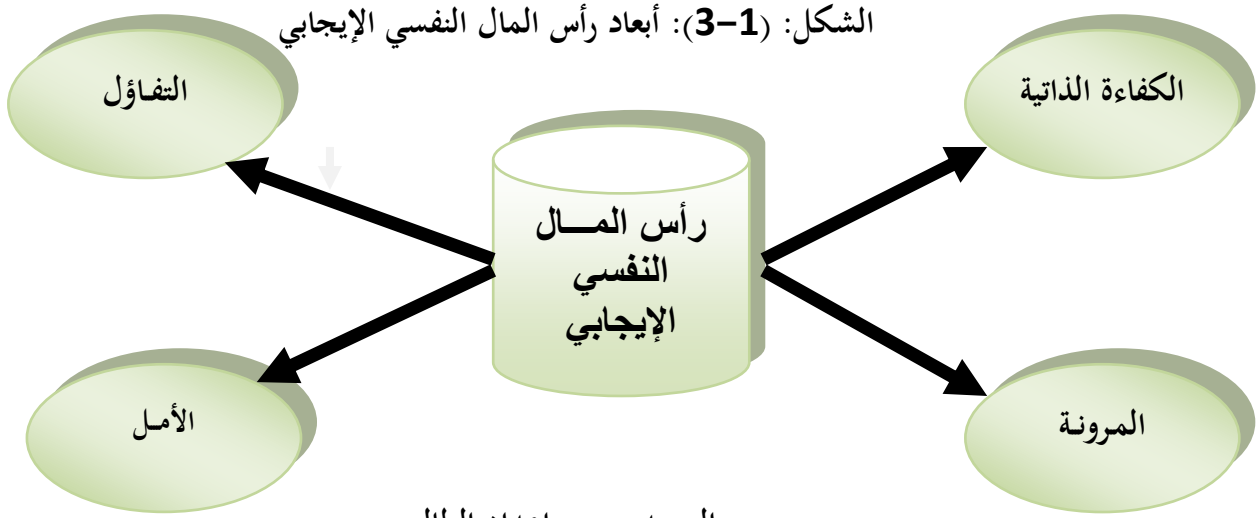 الشكل: (1–3): أبعاد رأس المال النفسي الإيجابي
الكفاءة الذاتية
التفاؤل
رأس المـــال
النفسي
الإيجابي
المرونـة
الأمـل